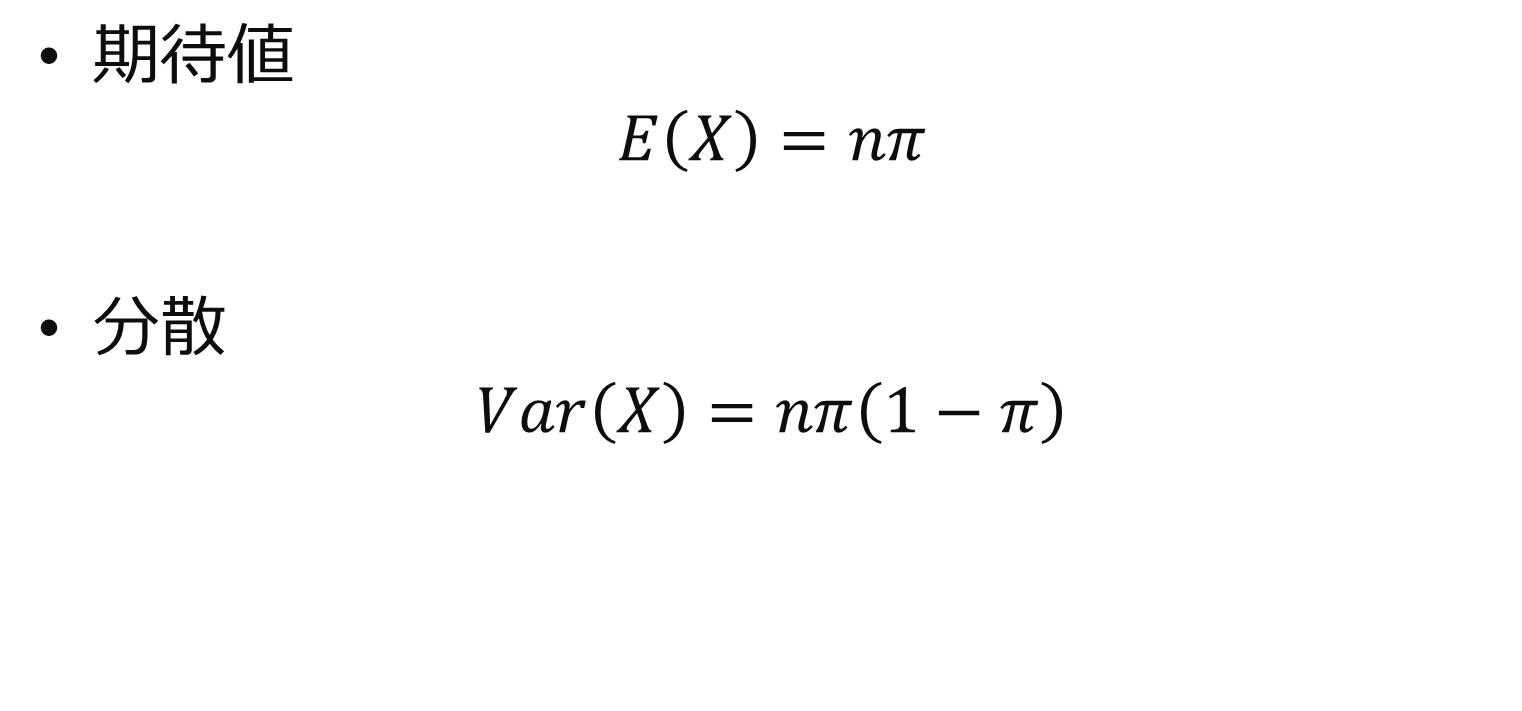 • 期待値
E(X) = nπ
• 分散
Var(X) = nπ(1 − π)